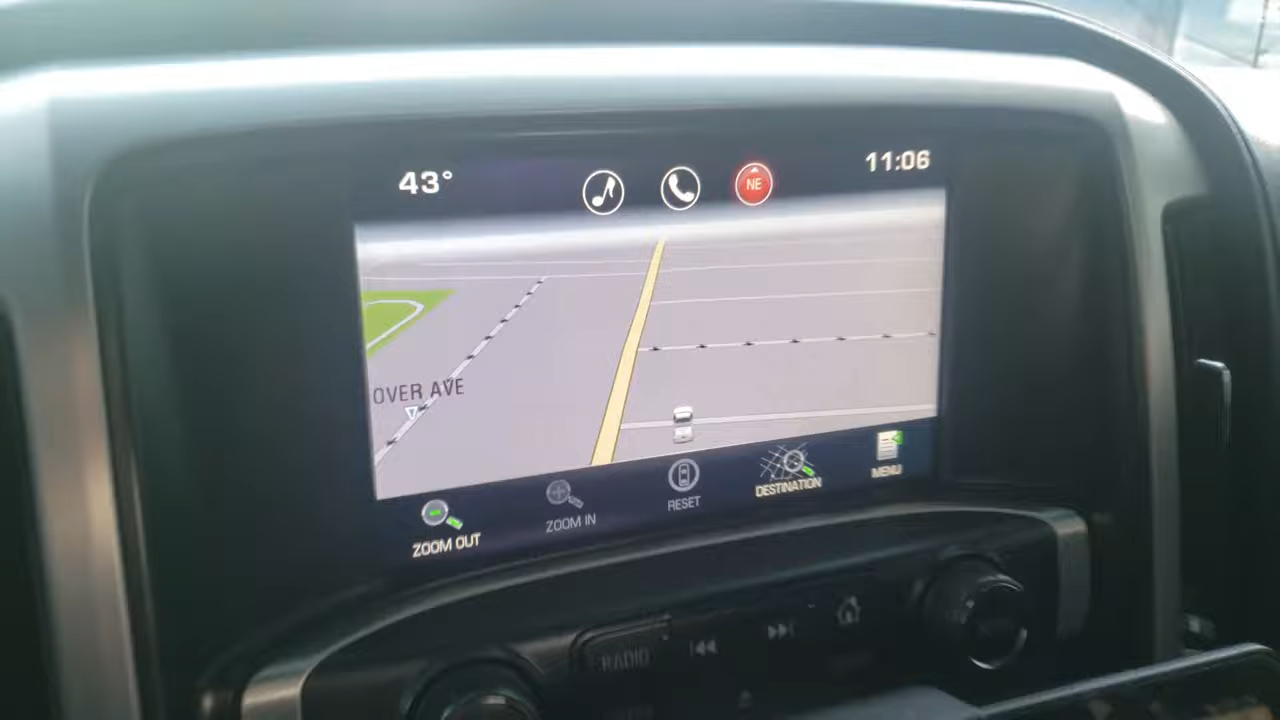 43°
NE
11:06
OVER AVE
ZOOM OUT
ZOOM IN
RESET
DESTINATION
MENU
RADIO